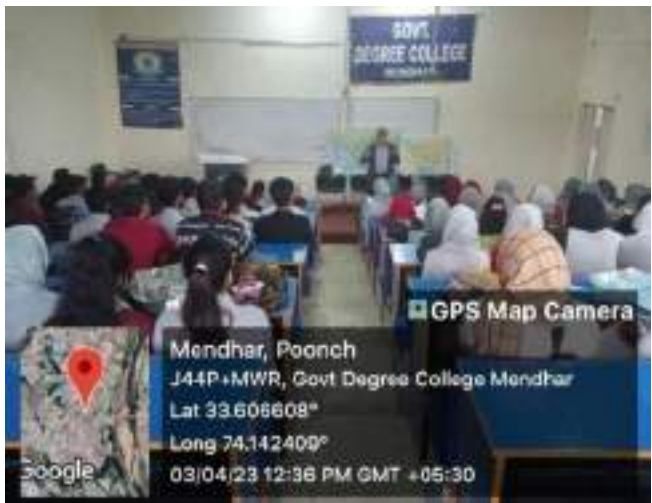 GOVT.
DEGREE COLLEGE
MENDHAR
GPS Map Camera
Mendhar, Poonch
J44P+MWR, Govt Degree College Mendhar
Lat 33.606608°
Long 74.142409°
03/04/23 12:36 PM GMT +05:30
Google